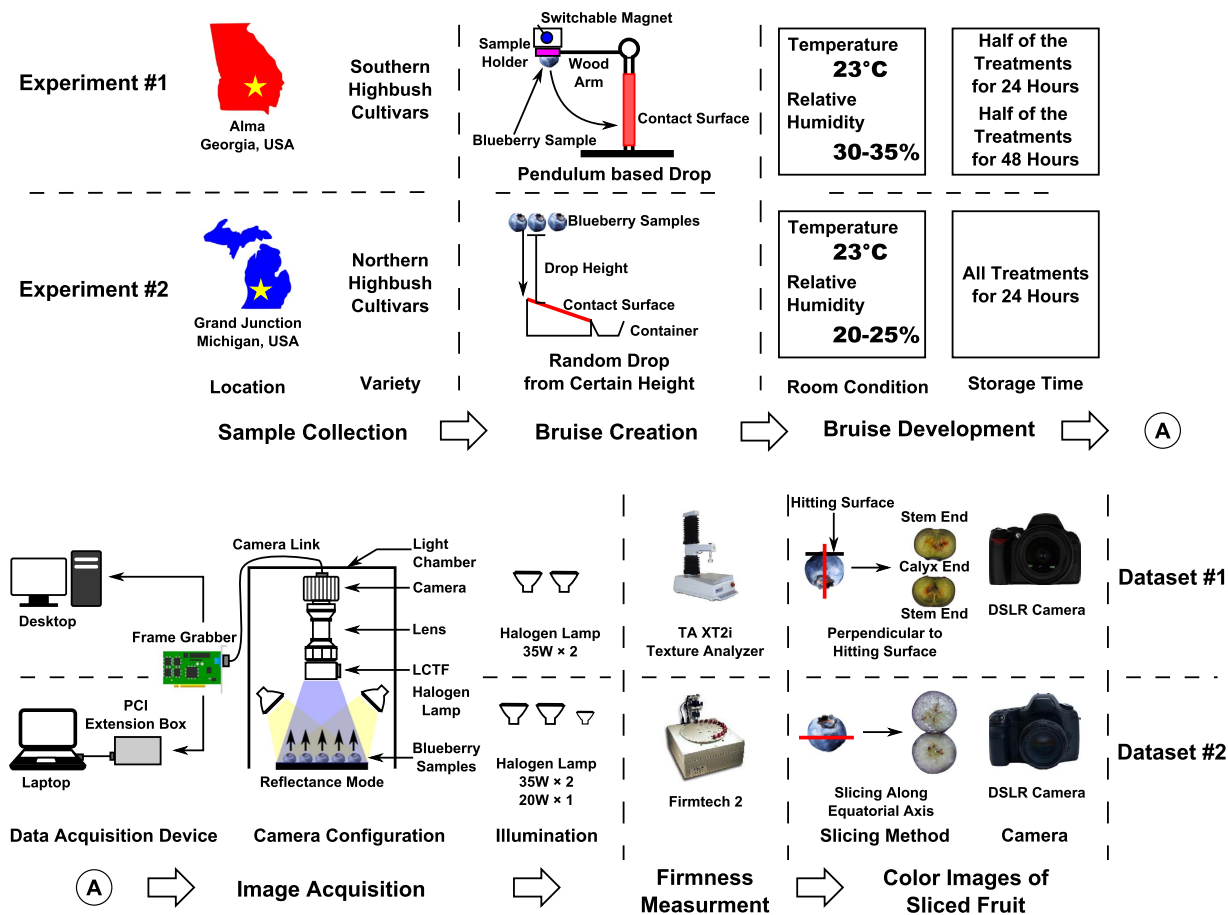 Experiment #1
Alma
Georgia, USA
Southern
Highbush
Cultivars
Switchable Magnet
Sample
Holder
Wood
Arm
Contact Surface
Blueberry Sample
Pendulum based Drop
Temperature
23°C
Relative
Humidity
30-35%
Half of the
Treatments
for 24 Hours
Half of the
Treatments
for 48 Hours
Experiment #2
Grand Junction
Michigan, USA
Northern
Highbush
Cultivars
Blueberry Samples
Drop Height
Contact Surface
Container
Random Drop
from Certain Height
Temperature
23°C
Relative
Humidity
20-25%
All Treatments
for 24 Hours
Location
Variety
Room Condition
Storage Time
Sample Collection
Bruise Creation
Bruise Development
A
Desktop
Frame Grabber
Camera Link
Light
Chamber
Camera
Lens
LCTF
Halogen
Lamp
Blueberry
Samples
Reflectance Mode
PCI
Extension Box
Laptop
Halogen Lamp
35W × 2
Halogen Lamp
35W × 2
20W × 1
TA XT2i
Texture Analyzer
Firmtech 2
Hitting Surface
Stem End
Calyx End
Stem End
Perpendicular to
Hitting Surface
DSLR Camera
Dataset #1
Slicing Along
Equatorial Axis
DSLR Camera
Dataset #2
Data Acquisition Device
Camera Configuration
Illumination
Slicing Method
Camera
A
Image Acquisition
Firmness
Measurment
Color Images of
Sliced Fruit